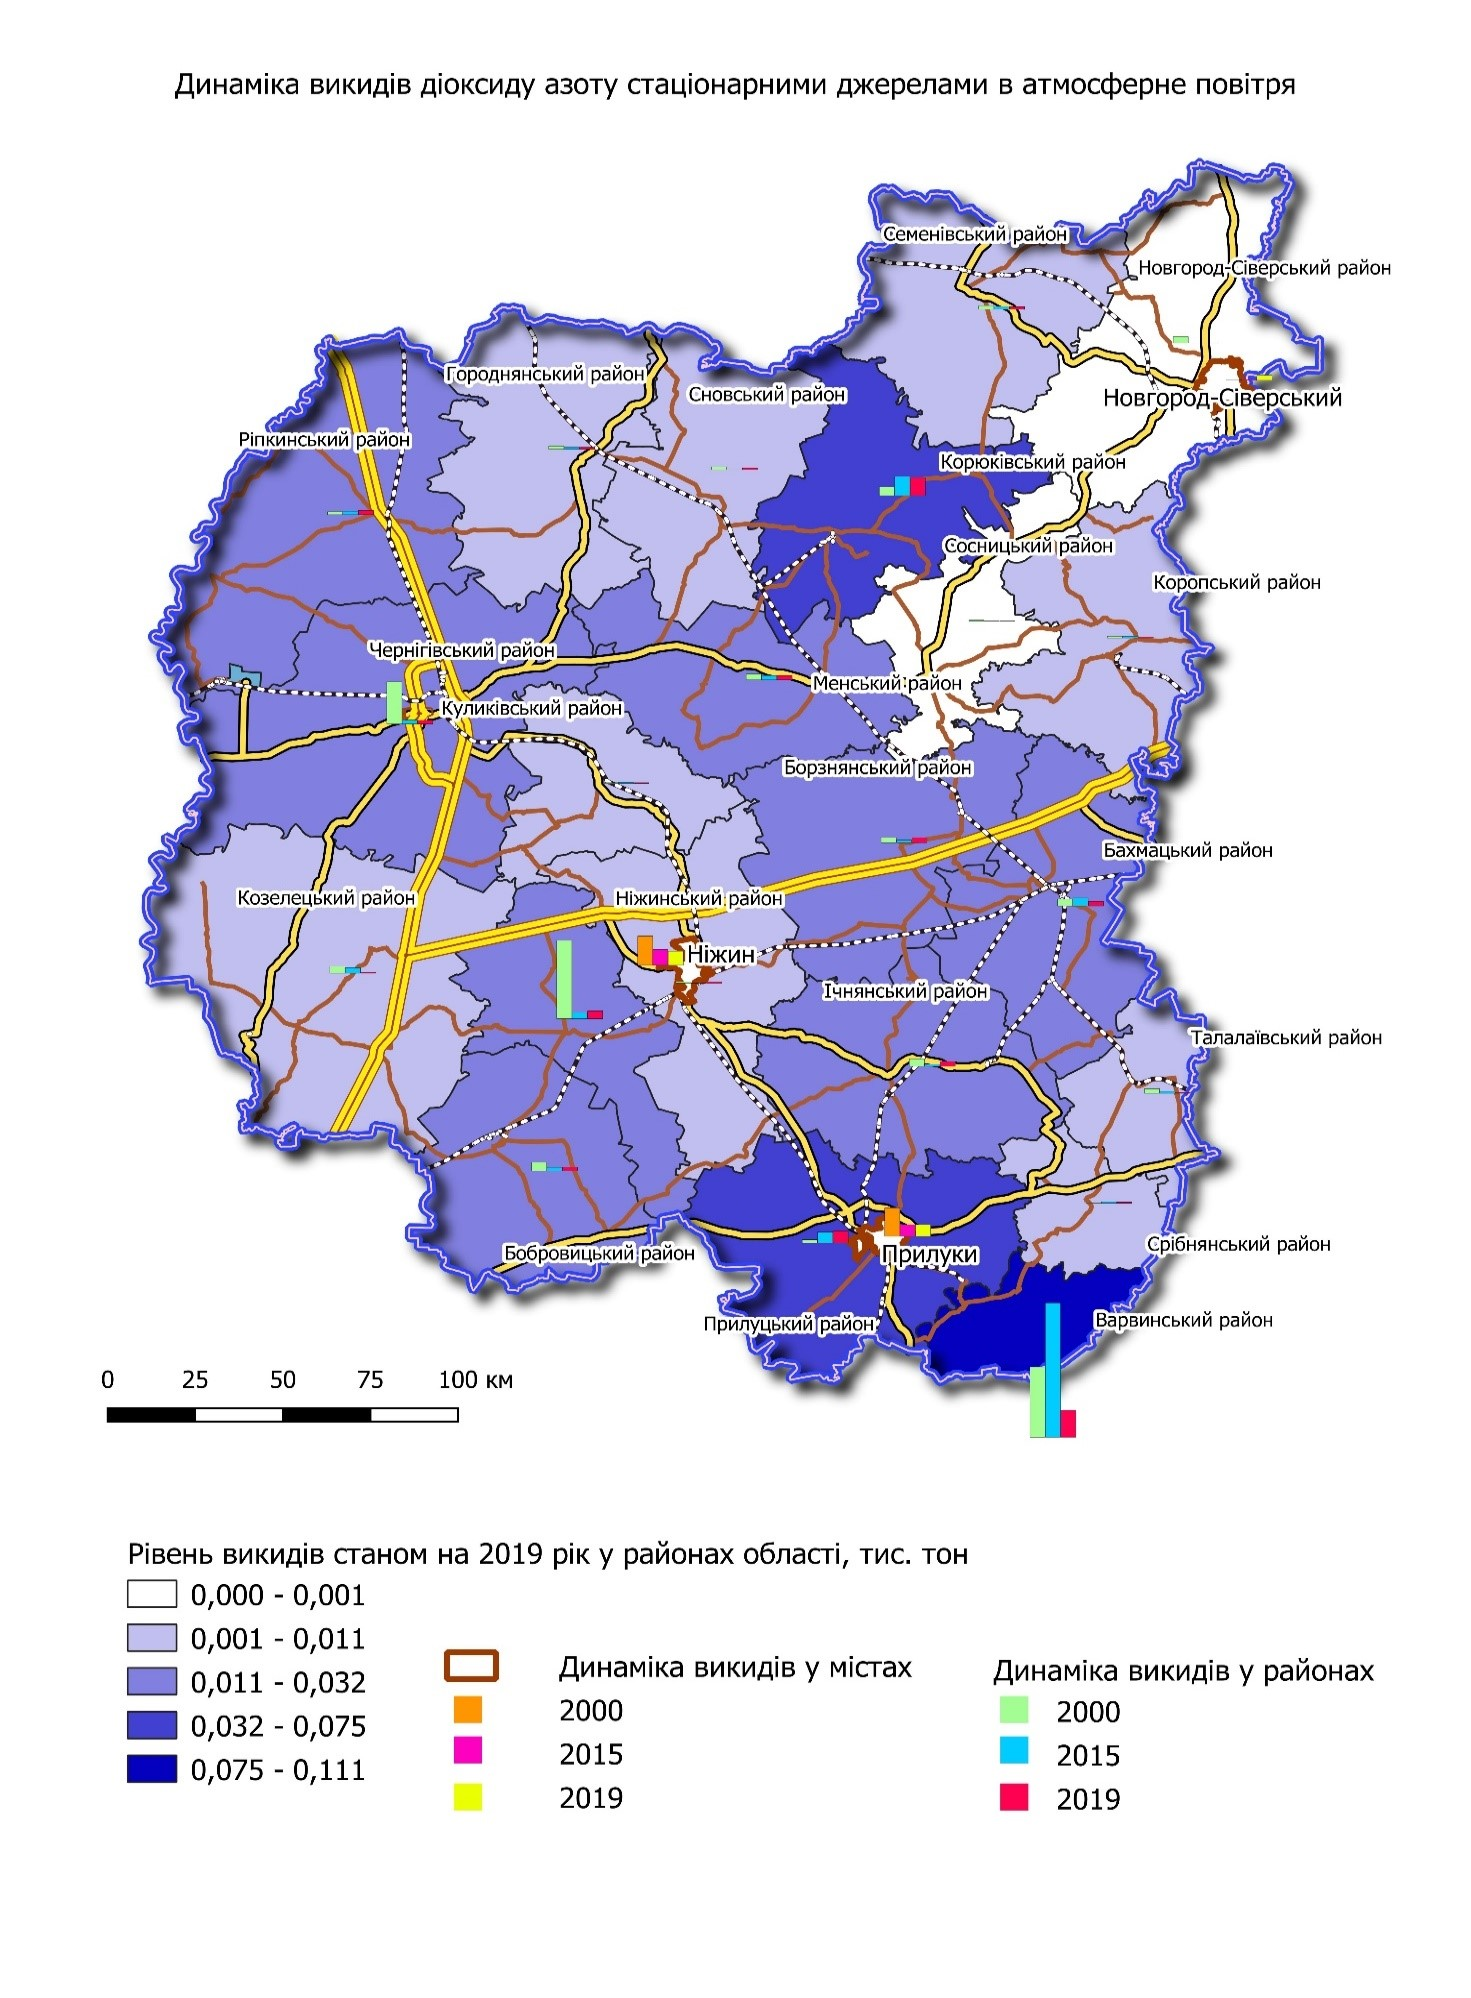 Динаміка викидів діоксиду азоту стаціонарними джерелами в атмосферне повітря
Семенівський район
Новгород-Сіверський район
Городнянський район
Сновський район
Новгород-Сіверський
Ріпкинський район
Корюківський район
Сосницький район
Коропський район
Чернігівський район
Менський район
Куликівський район
Борзнянський район
Бахмацький район
Козелецький район
Ніжинський район
Ніжин
Ічнянський район
Талалаївський район
Бобровицький район
Прилуки
Срібнянський район
Прилуцький район
Варвинський район
0 25 50 75 100 км
Рівень викидів станом на 2019 рік у районах області, тис. тон
0,000 - 0,001
0,001 - 0,011
0,011 - 0,032
0,032 - 0,075
0,075 - 0,111
Динаміка викидів у містах
2000
2015
2019
Динаміка викидів у районах
2000
2015
2019